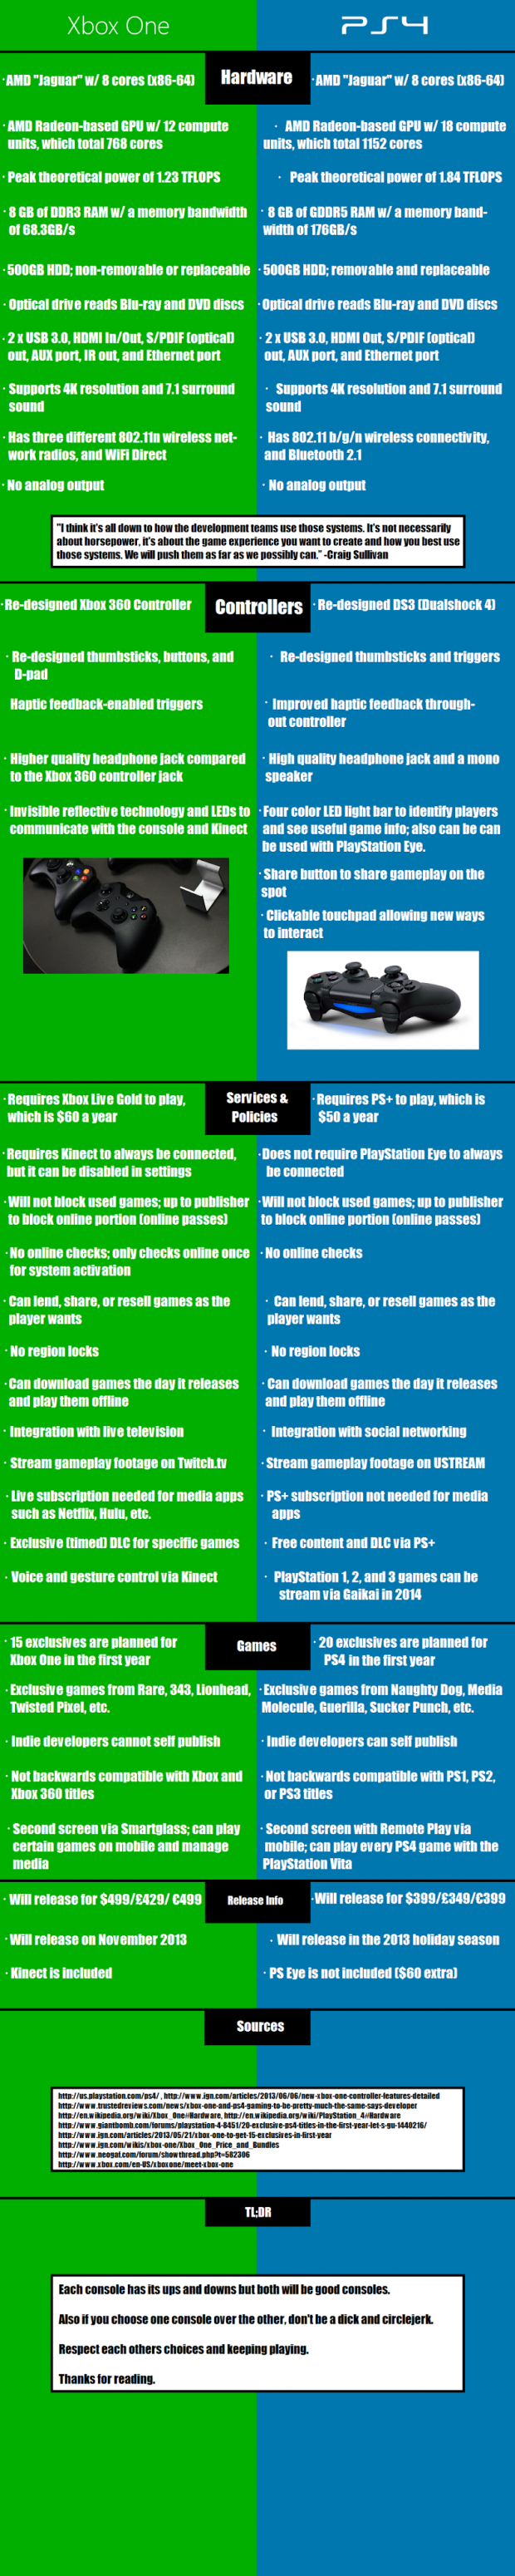 Xbox One
PS4
Hardware
·AMD "Jaguar" w/ 8 cores (x86-64)
·AMD Radeon-based GPU w/ 12 compute
units, which total 768 cores
·Peak theoretical power of 1.23 TFLOPS
·8 GB of DDR3 RAM w/ a memory bandwidth
of 68.3GB/s
·500GB HDD; non-removable or replaceable
·Optical drive reads Blu-ray and DVD discs
·2 x USB 3.0, HDMI In/Out, S/PDIF (optical)
out, AUX port, IR out, and Ethernet port
·Supports 4K resolution and 7.1 surround
sound
·Has three different 802.11n wireless net-
work radios, and WiFi Direct
·No analog output
·AMD "Jaguar" w/ 8 cores (x86-64)
· AMD Radeon-based GPU w/ 18 compute
units, which total 1152 cores
· Peak theoretical power of 1.84 TFLOPS
·8 GB of GDDR5 RAM w/ a memory band-
width of 176GB/s
·500GB HDD; removable and replaceable
·Optical drive reads Blu-ray and DVD discs
·2 x USB 3.0, HDMI Out, S/PDIF (optical)
out, AUX port, and Ethernet port
· Supports 4K resolution and 7.1 surround
sound
· Has 802.11 b/g/n wireless connectivity,
and Bluetooth 2.1
·No analog output
"I think it's all down to how the development teams use those systems. It's not necessarily
about horsepower, it's about the game experience you want to create and how you best use
those systems. We will push them as far as we possibly can." -Craig Sullivan
Controllers
·Re-designed Xbox 360 Controller
·Re-designed thumbsticks, buttons, and
D-pad
Haptic feedback-enabled triggers
·Higher quality headphone jack compared
to the Xbox 360 controller jack
·Invisible reflective technology and LEDs to
communicate with the console and Kinect
·Re-designed DS3 (Dualshock 4)
· Re-designed thumbsticks and triggers
·Improved haptic feedback through-
out controller
·High quality headphone jack and a mono
speaker
·Four color LED light bar to identify players
and see useful game info; also can be can
be used with PlayStation Eye.
·Share button to share gameplay on the
spot
·Clickable touchpad allowing new ways
to interact
Services &
Policies
·Requires Xbox Live Gold to play,
which is $60 a year
·Requires Kinect to always be connected,
but it can be disabled in settings
·Will not block used games; up to publisher
to block online portion (online passes)
·No online checks; only checks online once
for system activation
·Can lend, share, or resell games as the
player wants
·No region locks
·Can download games the day it releases
and play them offline
·Integration with live television
·Stream gameplay footage on Twitch.tv
·Live subscription needed for media apps
such as Netflix, Hulu, etc.
·Exclusive (timed) DLC for specific games
·Voice and gesture control via Kinect
·Requires PS+ to play, which is
$50 a year
·Does not require PlayStation Eye to always
be connected
·Will not block used games; up to publisher
to block online portion (online passes)
·No online checks
· Can lend, share, or resell games as the
player wants
·No region locks
·Can download games the day it releases
and play them offline
· Integration with social networking
·Stream gameplay footage on USTREAM
·PS+ subscription not needed for media
apps
· Free content and DLC via PS+
· PlayStation 1, 2, and 3 games can be
stream via Gaikai in 2014
Games
·15 exclusives are planned for
Xbox One in the first year
·Exclusive games from Rare, 343, Lionhead,
Twisted Pixel, etc.
·Indie developers cannot self publish
·Not backwards compatible with Xbox and
Xbox 360 titles
·Second screen via Smartglass; can play
certain games on mobile and manage
media
·20 exclusives are planned for
PS4 in the first year
·Exclusive games from Naughty Dog, Media
Molecule, Guerilla, Sucker Punch, etc.
·Indie developers can self publish
·Not backwards compatible with PS1, PS2,
or PS3 titles
·Second screen with Remote Play via
mobile; can play every PS4 game with the
PlayStation Vita
Release Info
·Will release for $499/£429/ €499
·Will release on November 2013
·Kinect is included
·Will release for $399/£349/€399
·Will release in the 2013 holiday season
·PS Eye is not included ($60 extra)
Sources
http://us.playstation.com/ps4/ , http://www.ign.com/articles/2013/06/06/new-xbox-one-controller-features-detailed
http://www.trustedreviews.com/news/xbox-one-and-ps4-gaming-to-be-pretty-much-the-same-says-developer
http://en.wikipedia.org/wiki/Xbox_One#Hardware, http://en.wikipedia.org/wiki/PlayStation_4#Hardware
http://www.giantbomb.com/forums/playstation-4-8451/20-exclusive-ps4-titles-in-the-first-year-let-s-gu-1440216/
http://www.ign.com/articles/2013/05/21/xbox-one-to-get-15-exclusives-in-first-year
http://www.ign.com/wikis/xbox-one/Xbox_One_Price_and_Bundles
http://www.neogaf.com/forum/showthread.php?t=582306
http://www.xbox.com/en-US/xboxone/meet-xbox-one
TL;DR
Each console has its ups and downs but both will be good consoles.
Also if you choose one console over the other, don't be a dick and circlejerk.
Respect each others choices and keeping playing.
Thanks for reading.